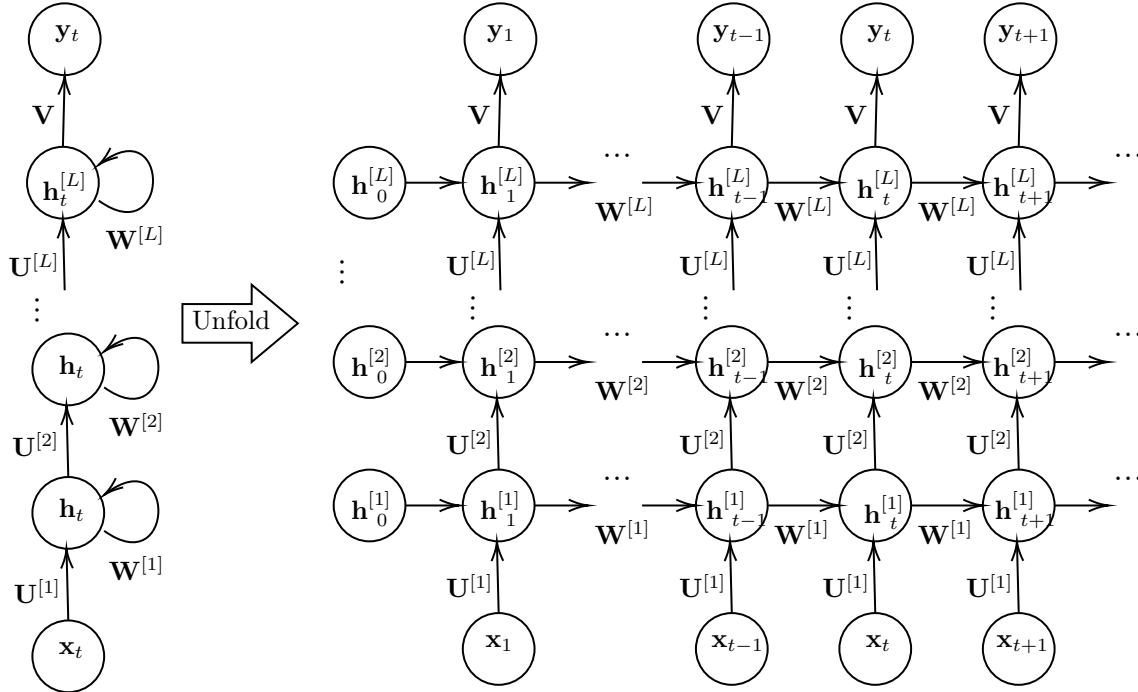 y_t y_1 y_{t−1} y_t y_{t+1}
V V V V V
h_t^{[L]} h_0^{[L]} h_1^{[L]} ⋯ h_{t−1}^{[L]} h_t^{[L]} h_{t+1}^{[L]} ⋯
W^{[L]} W^{[L]} W^{[L]} W^{[L]}
U^{[L]} U^{[L]} U^{[L]} U^{[L]} U^{[L]}
⋮ Unfold ⋮ ⋮ ⋮ ⋮ ⋮
h_t h_0^{[2]} h_1^{[2]} ⋯ h_{t−1}^{[2]} h_t^{[2]} h_{t+1}^{[2]} ⋯
W^{[2]} W^{[2]} W^{[2]} W^{[2]}
U^{[2]} U^{[2]} U^{[2]} U^{[2]} U^{[2]}
h_t h_0^{[1]} h_1^{[1]} ⋯ h_{t−1}^{[1]} h_t^{[1]} h_{t+1}^{[1]} ⋯
W^{[1]} W^{[1]} W^{[1]} W^{[1]}
U^{[1]} U^{[1]} U^{[1]} U^{[1]} U^{[1]}
x_t x_1 x_{t−1} x_t x_{t+1}